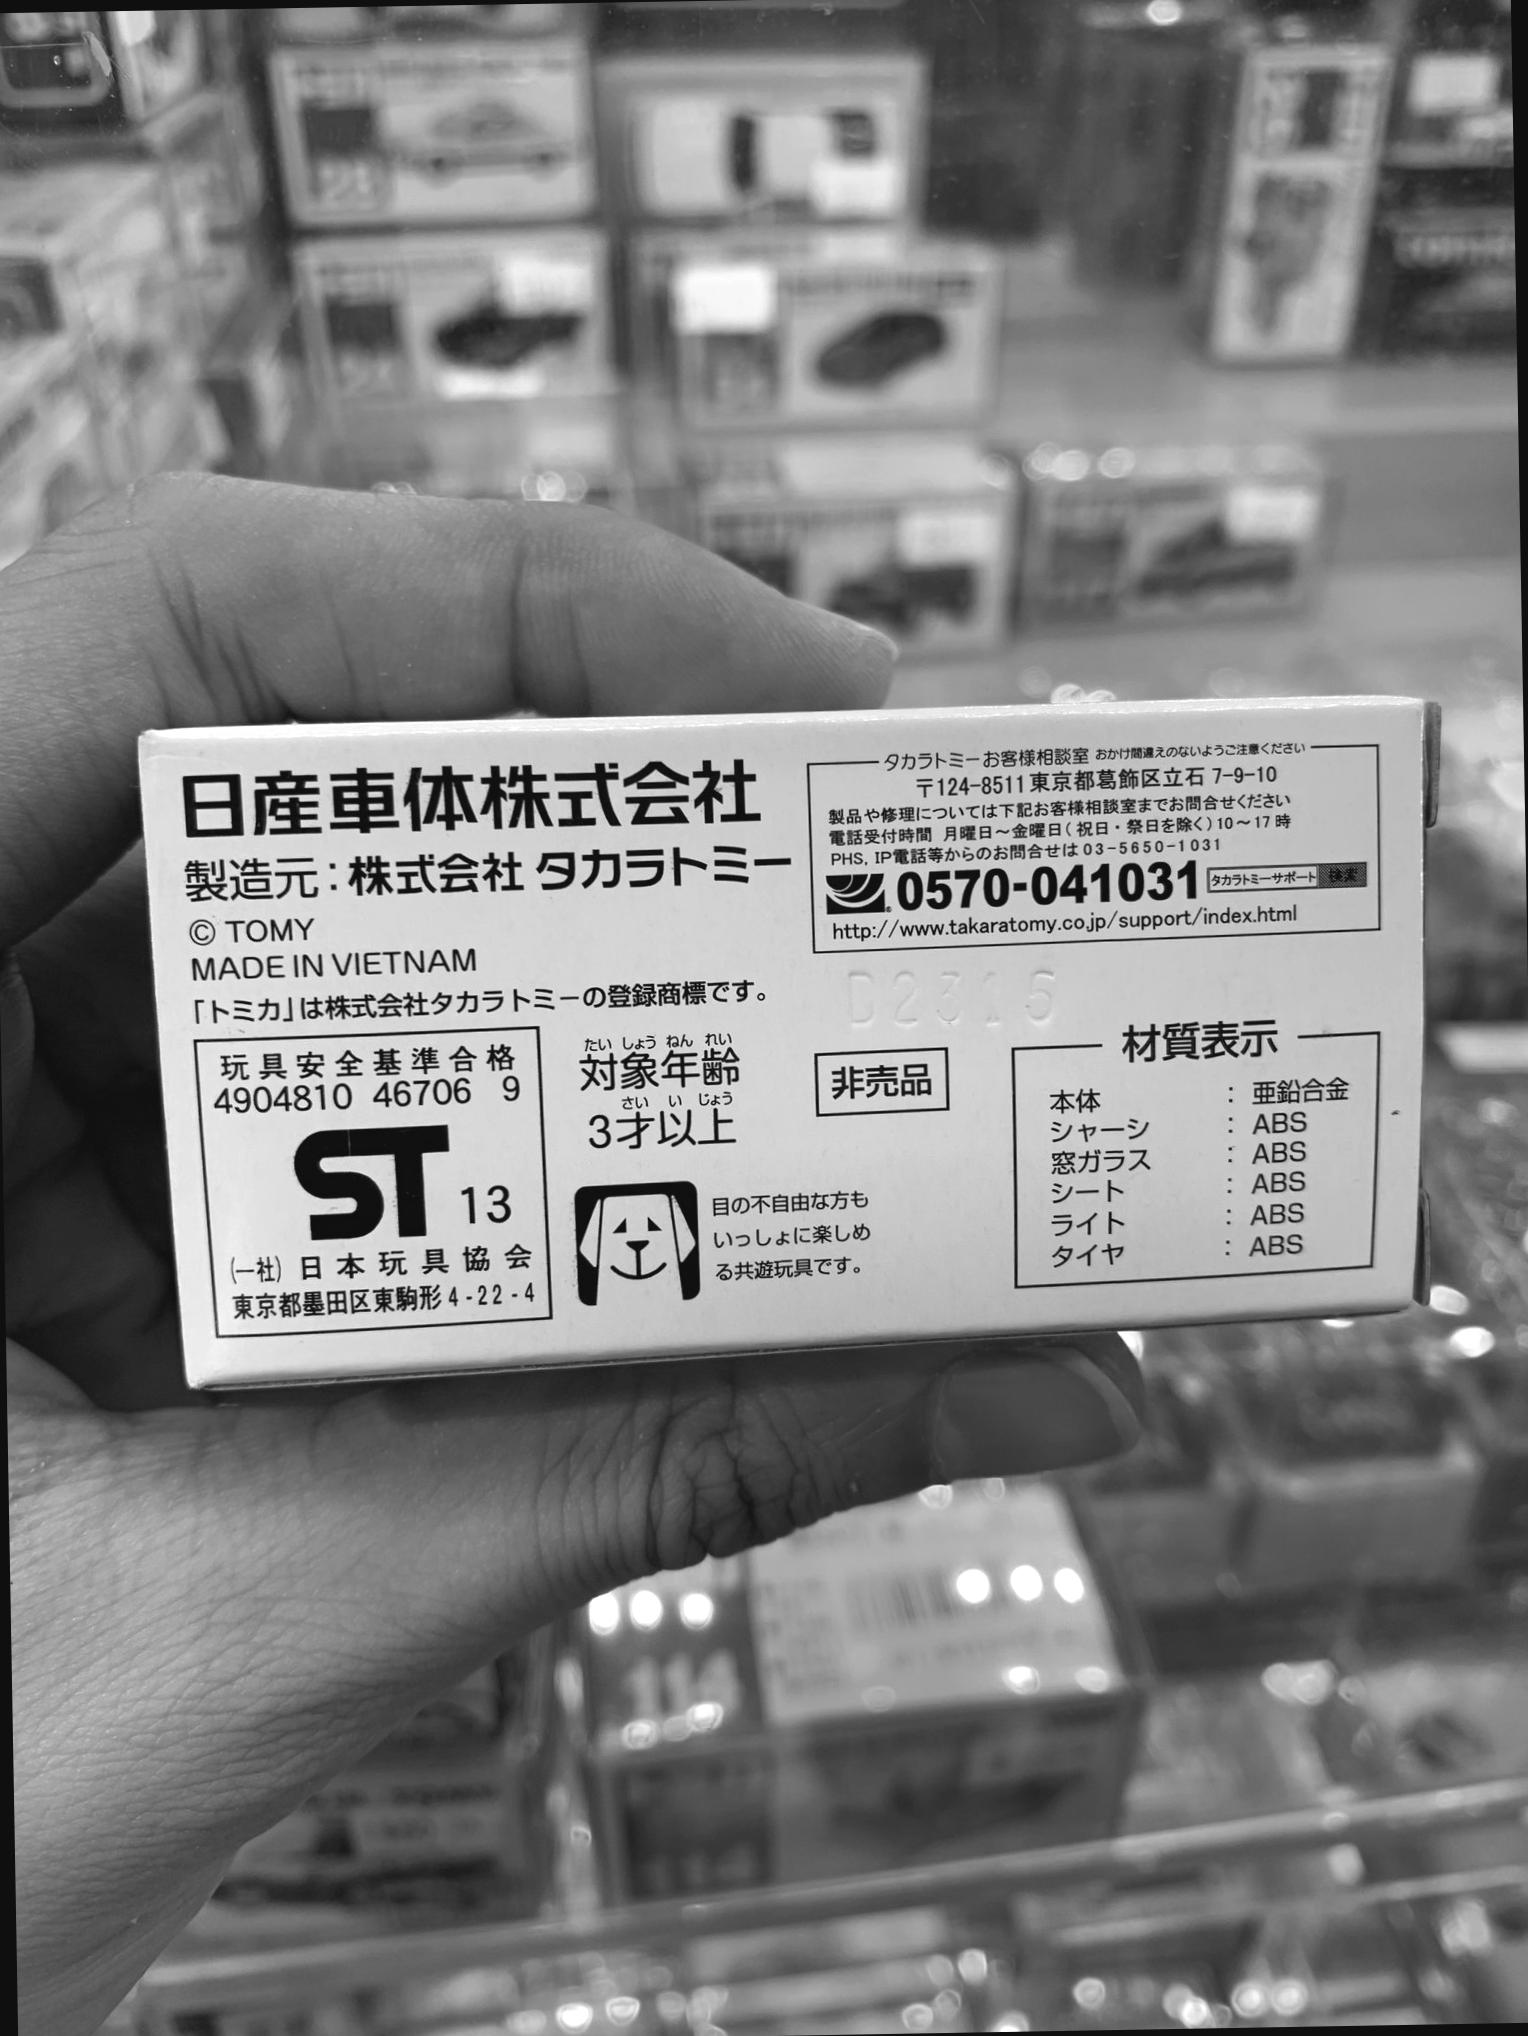 日産車体株式会社
製造元：株式会社 タカラトミー
© TOMY
MADE IN VIETNAM
「トミカ」は株式会社タカラトミーの登録商標です。
タカラトミーお客様相談室 おかけ間違えのないようご注意ください
〒124-8511 東京都葛飾区立石 7-9-10
製品や修理については下記お客様相談室までお問合せください
電話受付時間 月曜日～金曜日(祝日・祭日を除く)10～17時
PHS, IP電話等からのお問合せは 03-5650-1031
0570-041031 タカラトミーサポート 検索
http://www.takaratomy.co.jp/support/index.html
玩具安全基準合格
4904810 46706 9
ST 13
(一社) 日本玩具協会
東京都墨田区東駒形 4-22-4
たいしょうねんれい
対象年齢
さい い じょう
3才以上
目の不自由な方も
いっしょに楽しめ
る共遊玩具です。
D2315
非売品
材質表示
本体 : 亜鉛合金
シャーシ : ABS
窓ガラス : ABS
シート : ABS
ライト : ABS
タイヤ : ABS
114